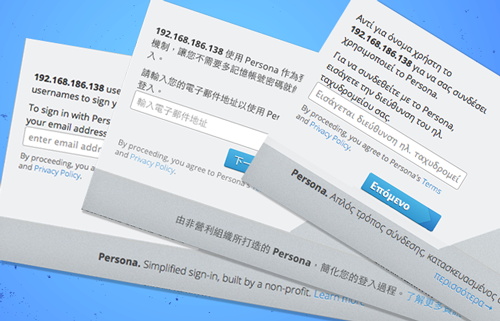 192.168.186.138 use
usernames to sign y
To sign in with Perso
your email address
enter email addre
By proceeding, you agree
and Privacy Policy.
Persona. Simplified sign-in, built by a non-profit. Learn more
192.168.186.138 使用 Persona 作為
機制，讓您不需要多記憶帳號密碼就
入。
請輸入您的電子郵件地址以使用 Per
登入。
輸入電子郵件地址
By proceeding, you agree to Persona's
and Privacy Policy.
下一
由非營利組織所打造的 Persona，簡化您的登入過程。了解更多
Αντί για όνομα χρήστη το
192.168.186.138 για να σας συνδέσει
χρησιμοποιεί το Persona.
Για να συνδεθείτε με το Persona,
εισάγετε την διεύθυνση του ηλ.
ταχυδρομείου σας.
Εισάγεται διεύθυνση ηλ. ταχυδρομεί
By proceeding, you agree to Persona's Terms
and Privacy Policy.
Επόμενο
Persona. Απλός τρόπος σύνδεσης, κατασκευασμένος α
περισσότερα→